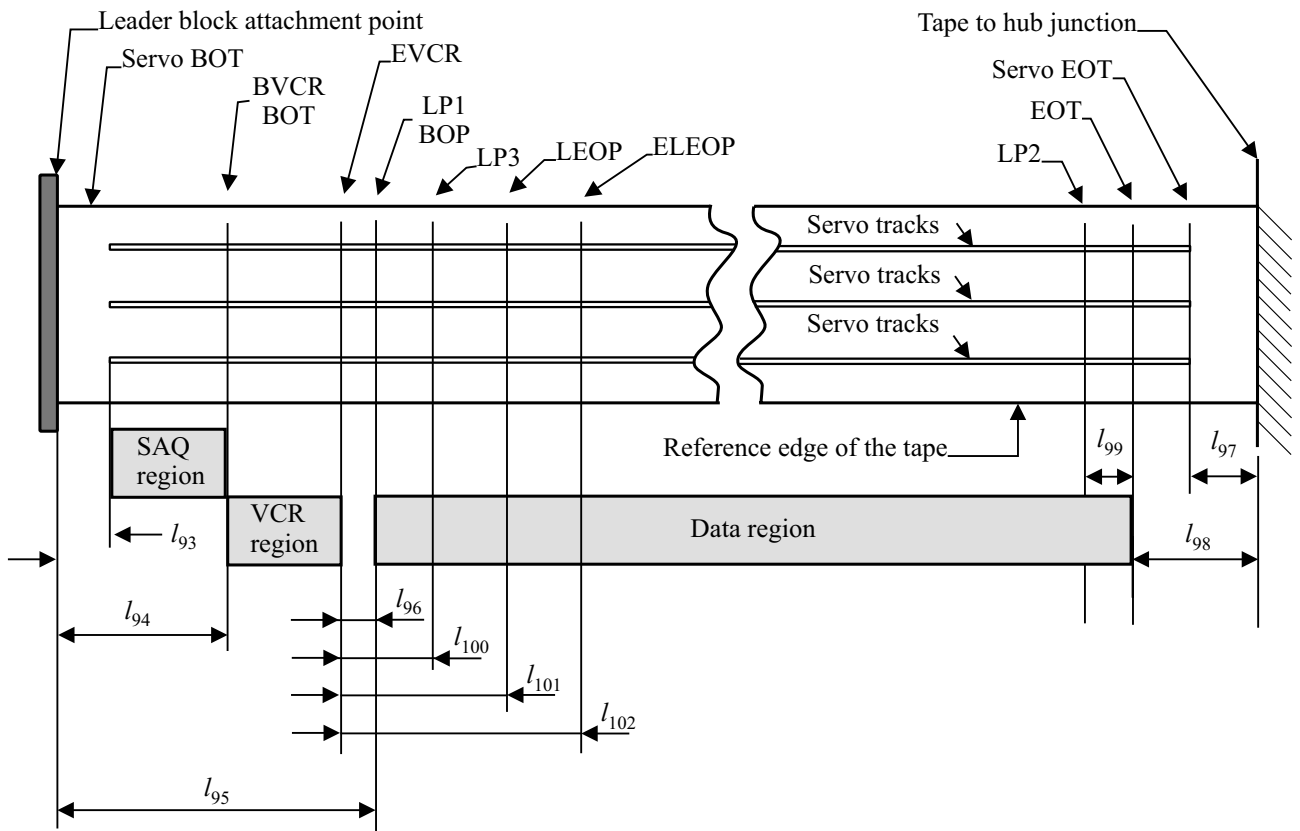 Leader block attachment point
Tape to hub junction
Servo BOT
EVCR
Servo EOT
BVCR
BOT
LP1
BOP
EOT
LP3
LEOP
ELEOP
LP2
Servo tracks
Servo tracks
Servo tracks
Reference edge of the tape
l99
l97
SAQ
region
VCR
region
Data region
l93
l98
l94
l96
l100
l101
l102
l95